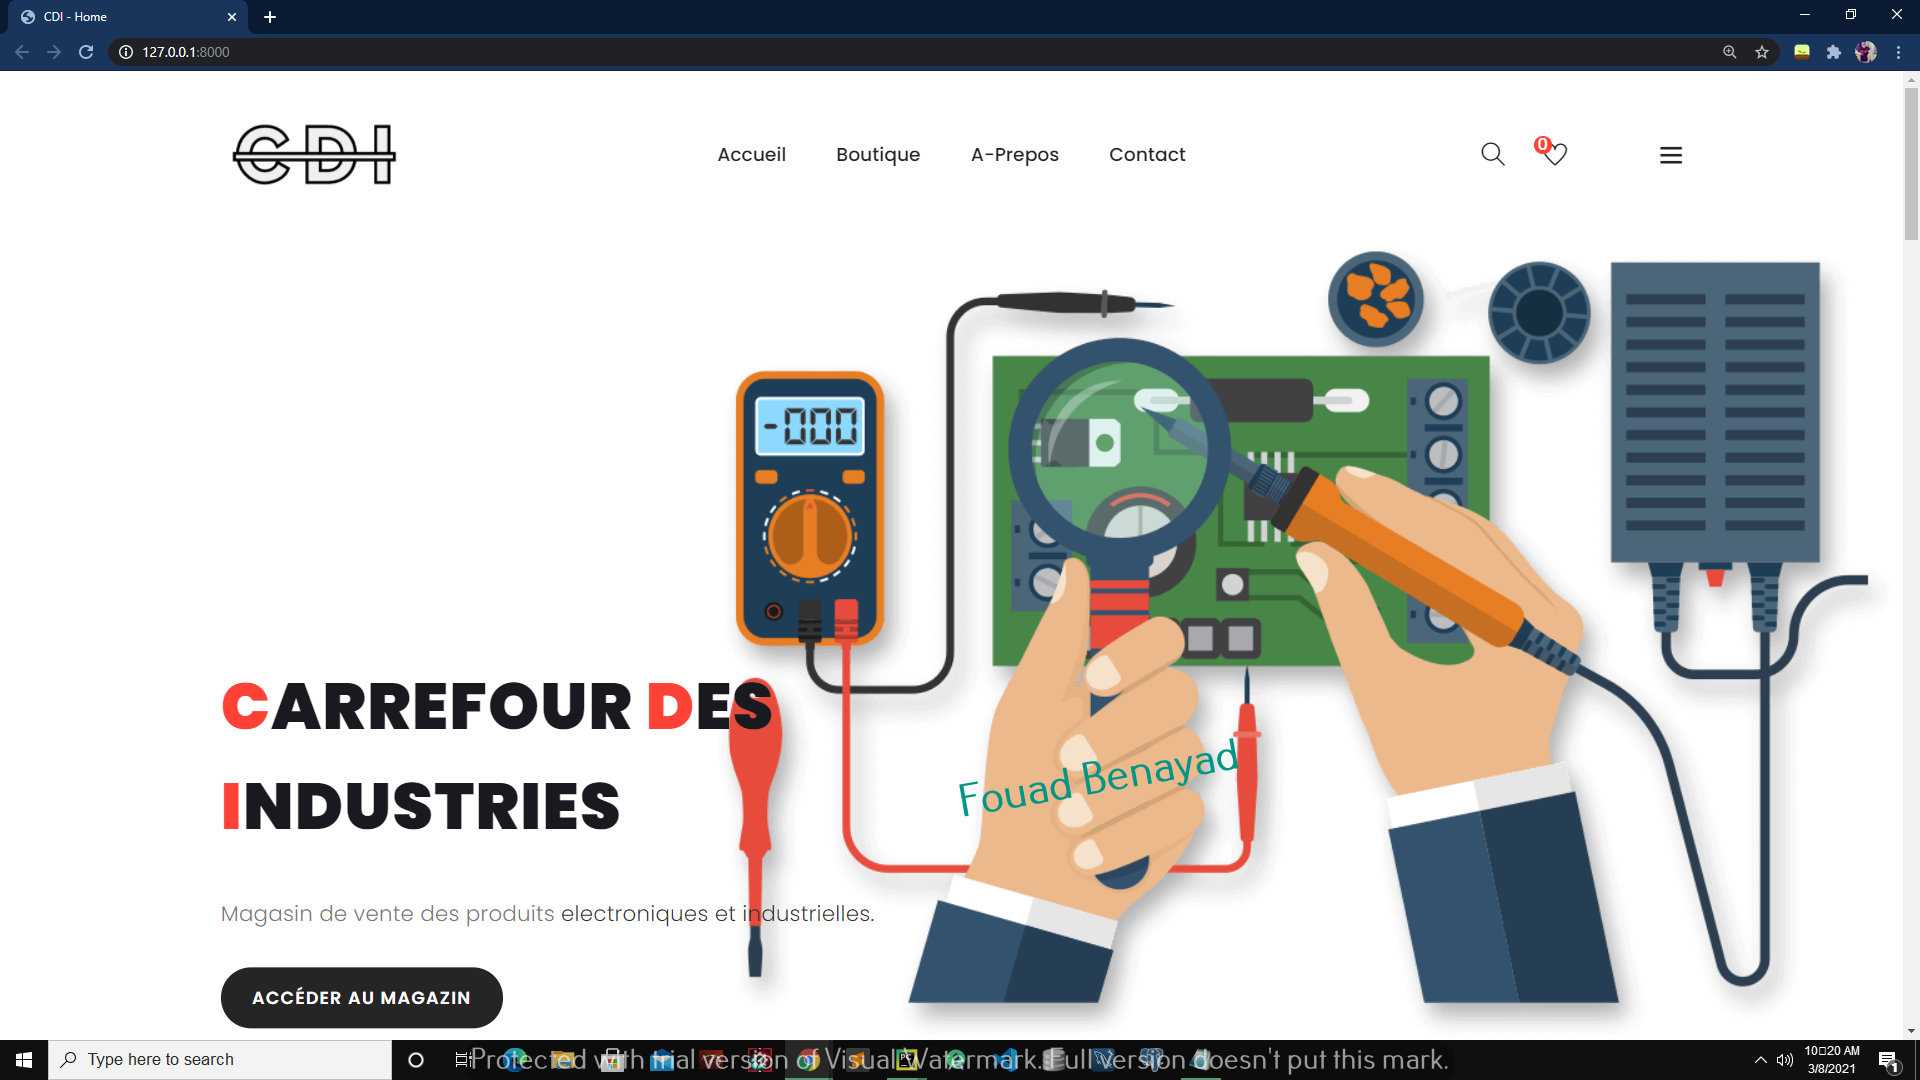 CDI - Home
127.0.0.1:8000
CDI
Accueil
Boutique
A-Prepos
Contact
0
-000
CARREFOUR DES
INDUSTRIES
Fouad Benayad
Magasin de vente des produits electroniques et industrielles.
ACCÉDER AU MAGAZIN
Type here to search
Protected with trial version of Visual Watermark. Full version doesn't put this mark.
10□20 AM
3/8/2021
1